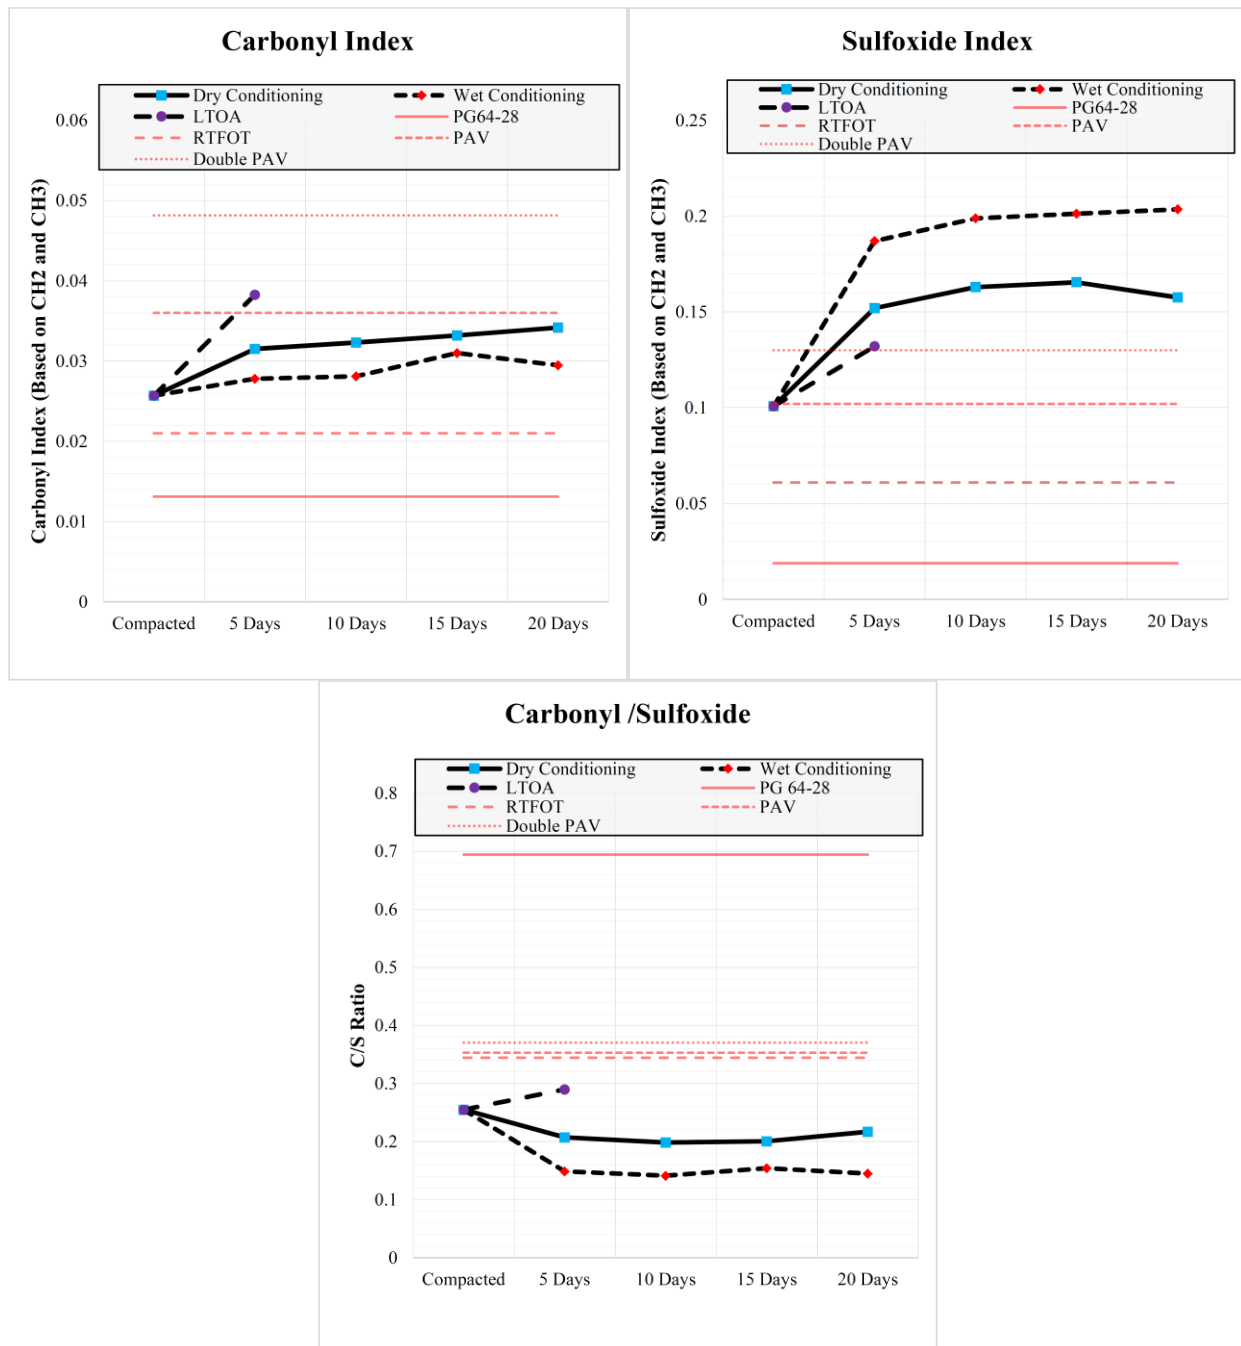 Carbonyl Index
Dry Conditioning
Wet Conditioning
LTOA
PG64-28
RTFOT
PAV
Double PAV
Carbonyl Index (Based on CH2 and CH3)
0.06
0.05
0.04
0.03
0.02
0.01
0
Compacted
5 Days
10 Days
15 Days
20 Days
Sulfoxide Index
Dry Conditioning
Wet Conditioning
LTOA
PG64-28
RTFOT
PAV
Double PAV
Sulfoxide Index (Based on CH2 and CH3)
0.25
0.2
0.15
0.1
0.05
0
Compacted
5 Days
10 Days
15 Days
20 Days
Carbonyl /Sulfoxide
Dry Conditioning
Wet Conditioning
LTOA
PG 64-28
RTFOT
PAV
Double PAV
C/S Ratio
0.8
0.7
0.6
0.5
0.4
0.3
0.2
0.1
0
Compacted
5 Days
10 Days
15 Days
20 Days